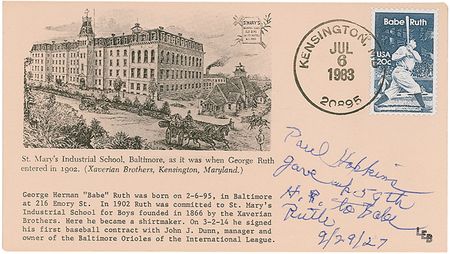 ST. MARY'S
KENSINGTON,
JUL
6
1983
20895
Babe Ruth
USA
20c
St. Mary's Industrial School, Baltimore, as it was when George Ruth
entered in 1902. (Xaverian Brothers, Kensington, Maryland.)
George Herman "Babe" Ruth was born on 2-6-95, in Baltimore
at 216 Emory St. In 1902 Ruth was committed to St. Mary's
Industrial School for Boys founded in 1866 by the Xaverian
Brothers. Here he became a shirtmaker. On 3-2-14 he signed
his first baseball contract with John J. Dunn, manager and
owner of the Baltimore Orioles of the International League.
Paul Hopkins
gave up 59th
H.R. to Babe
Ruth
9/29/27
LEB